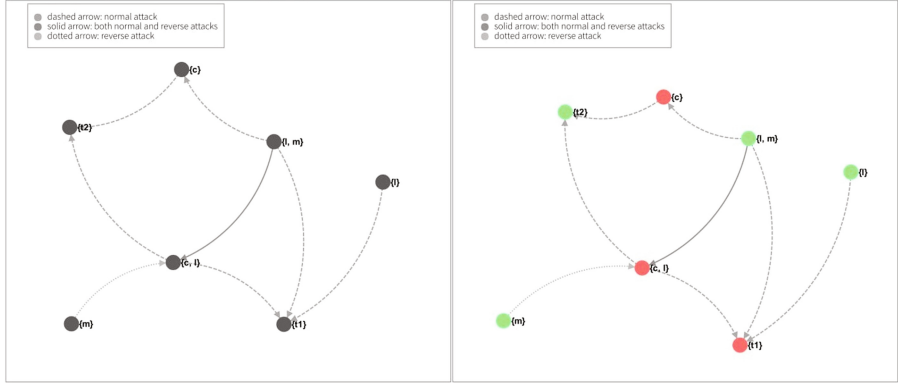 dashed arrow: normal attack
solid arrow: both normal and reverse attacks
dotted arrow: reverse attack
{c}
{t2}
{l, m}
{l}
{c, l}
{m}
{t1}
dashed arrow: normal attack
solid arrow: both normal and reverse attacks
dotted arrow: reverse attack
{c}
{t2}
{l, m}
{l}
{c, l}
{m}
{t1}